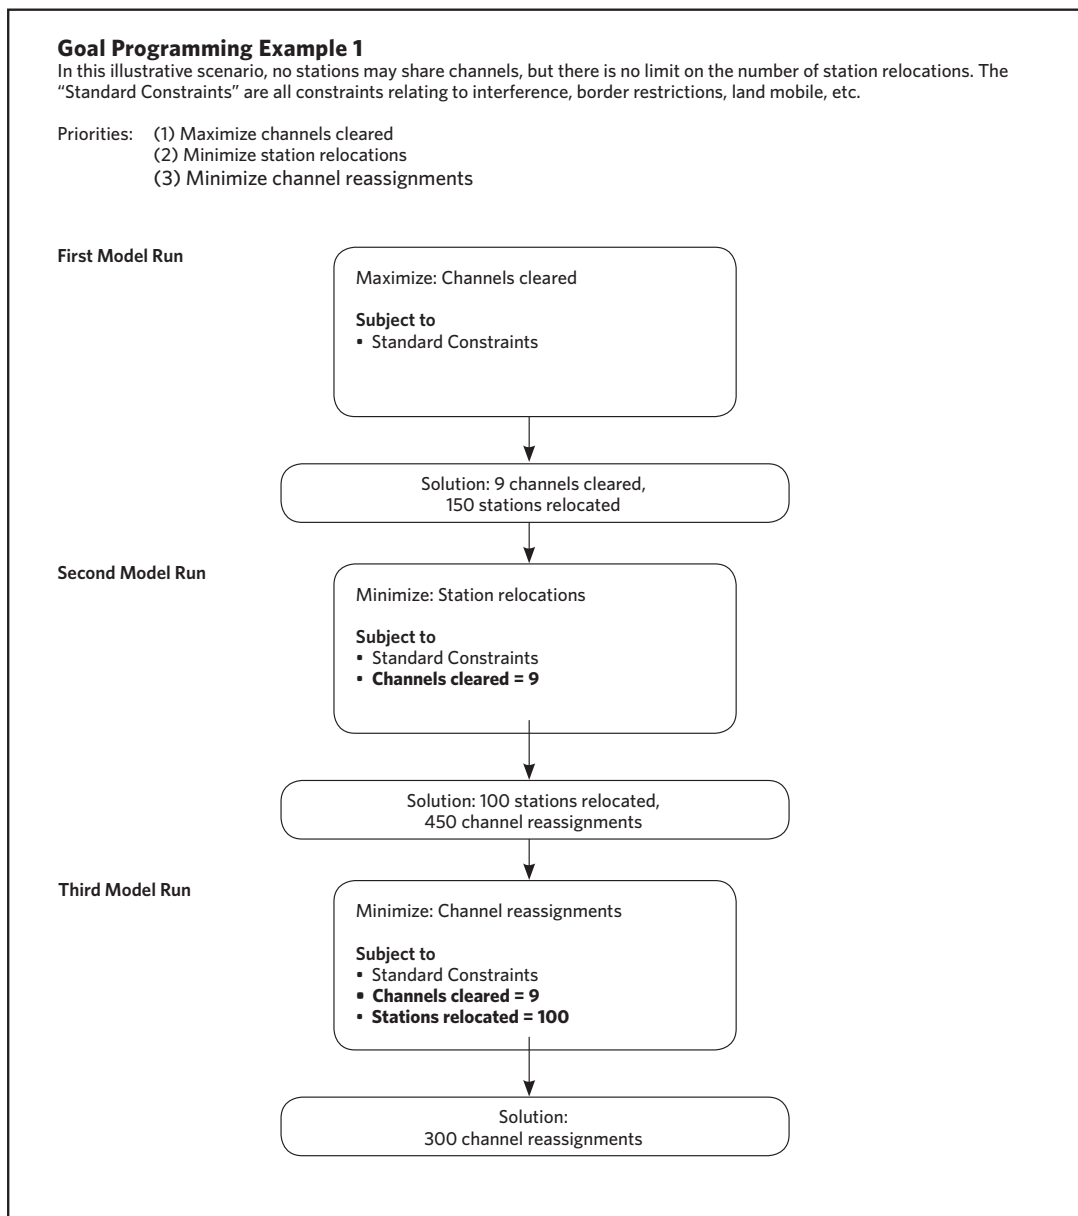 Goal Programming Example 1
In this illustrative scenario, no stations may share channels, but there is no limit on the number of station relocations. The
“Standard Constraints” are all constraints relating to interference, border restrictions, land mobile, etc.
Priorities: (1) Maximize channels cleared
(2) Minimize station relocations
(3) Minimize channel reassignments
First Model Run
Maximize: Channels cleared
Subject to
• Standard Constraints
Solution: 9 channels cleared,
150 stations relocated
Second Model Run
Minimize: Station relocations
Subject to
• Standard Constraints
• Channels cleared = 9
Solution: 100 stations relocated,
450 channel reassignments
Third Model Run
Minimize: Channel reassignments
Subject to
• Standard Constraints
• Channels cleared = 9
• Stations relocated = 100
Solution:
300 channel reassignments